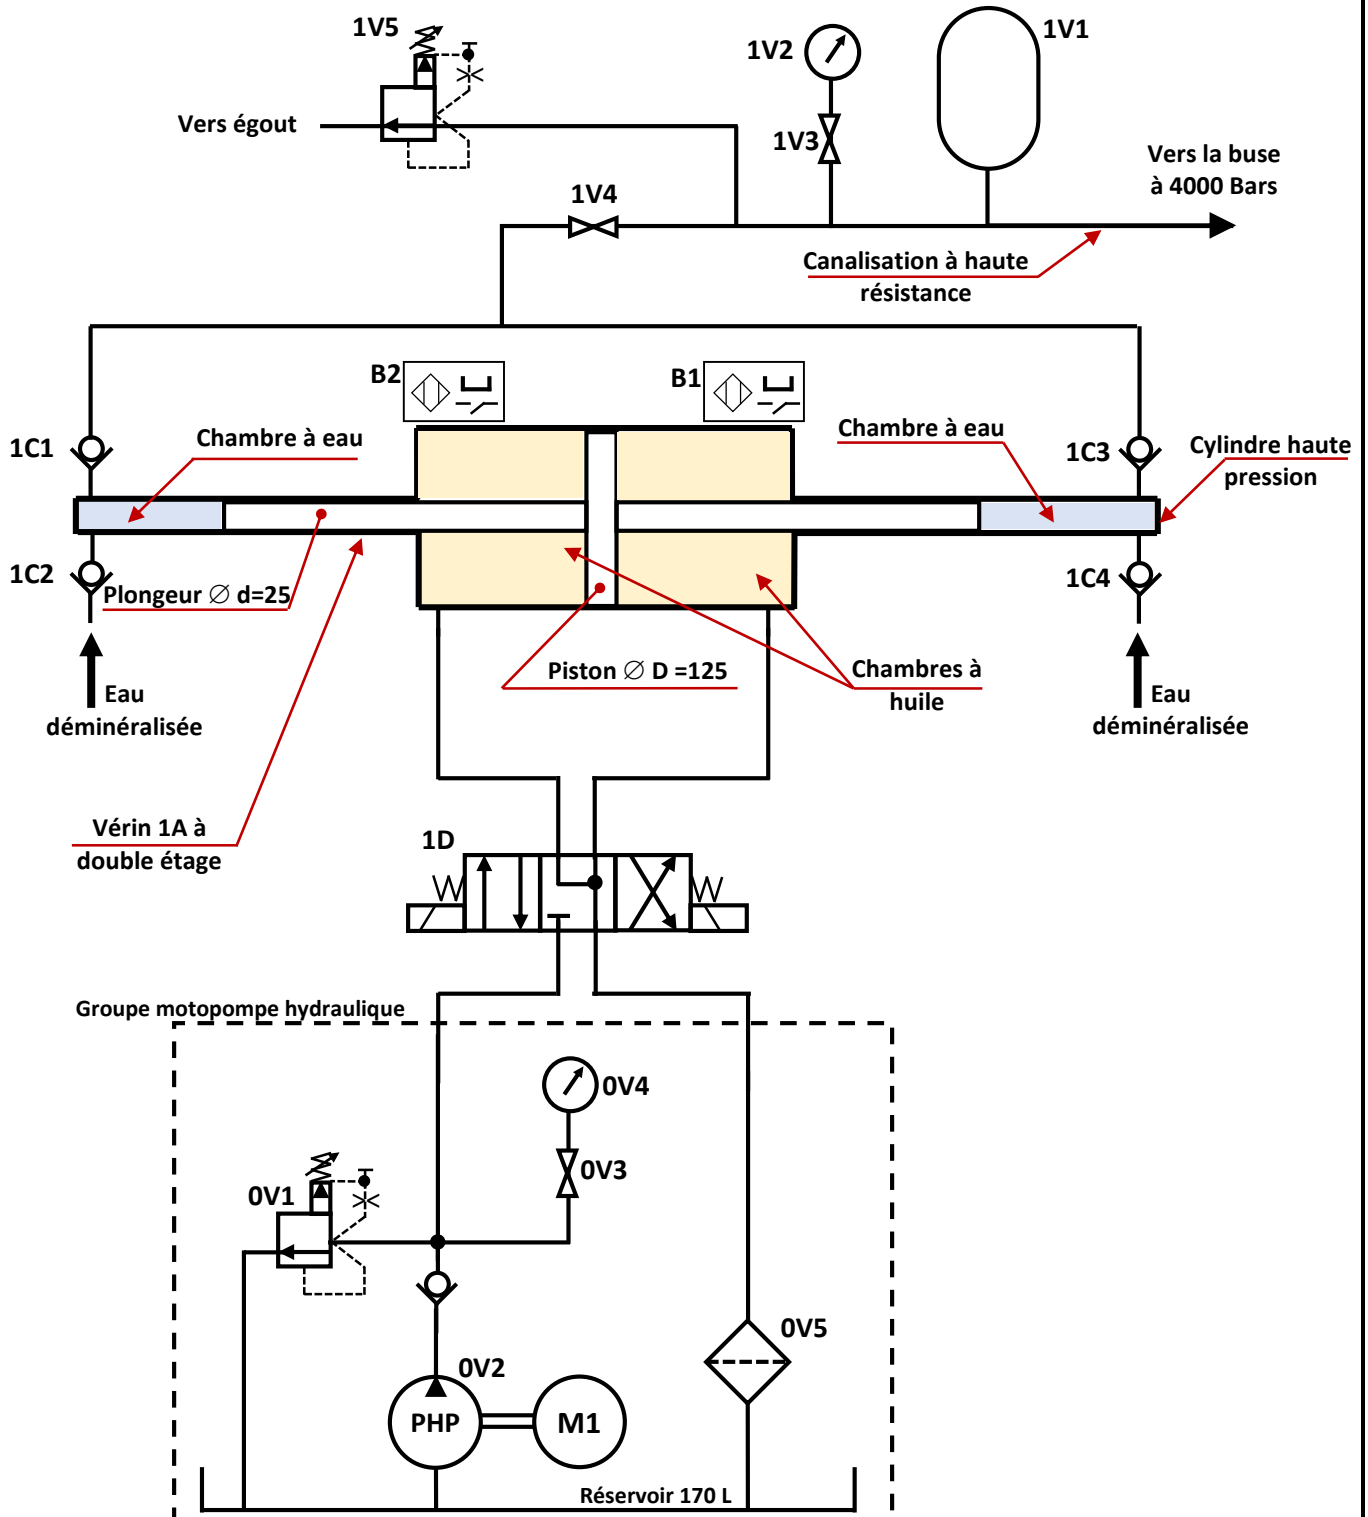 1V5
1V2
1V1
Vers égout
1V3
Vers la buse
à 4000 Bars
1V4
Canalisation à haute
résistance
B2
B1
Chambre à eau
Chambre à eau
1C1
1C3
Cylindre haute
pression
1C2
1C4
Plongeur ∅ d=25
Piston ∅ D =125
Chambres à
huile
Eau
déminéralisée
Eau
déminéralisée
Vérin 1A à
double étage
1D
Groupe motopompe hydraulique
0V4
0V3
0V1
0V5
0V2
PHP
M1
Réservoir 170 L